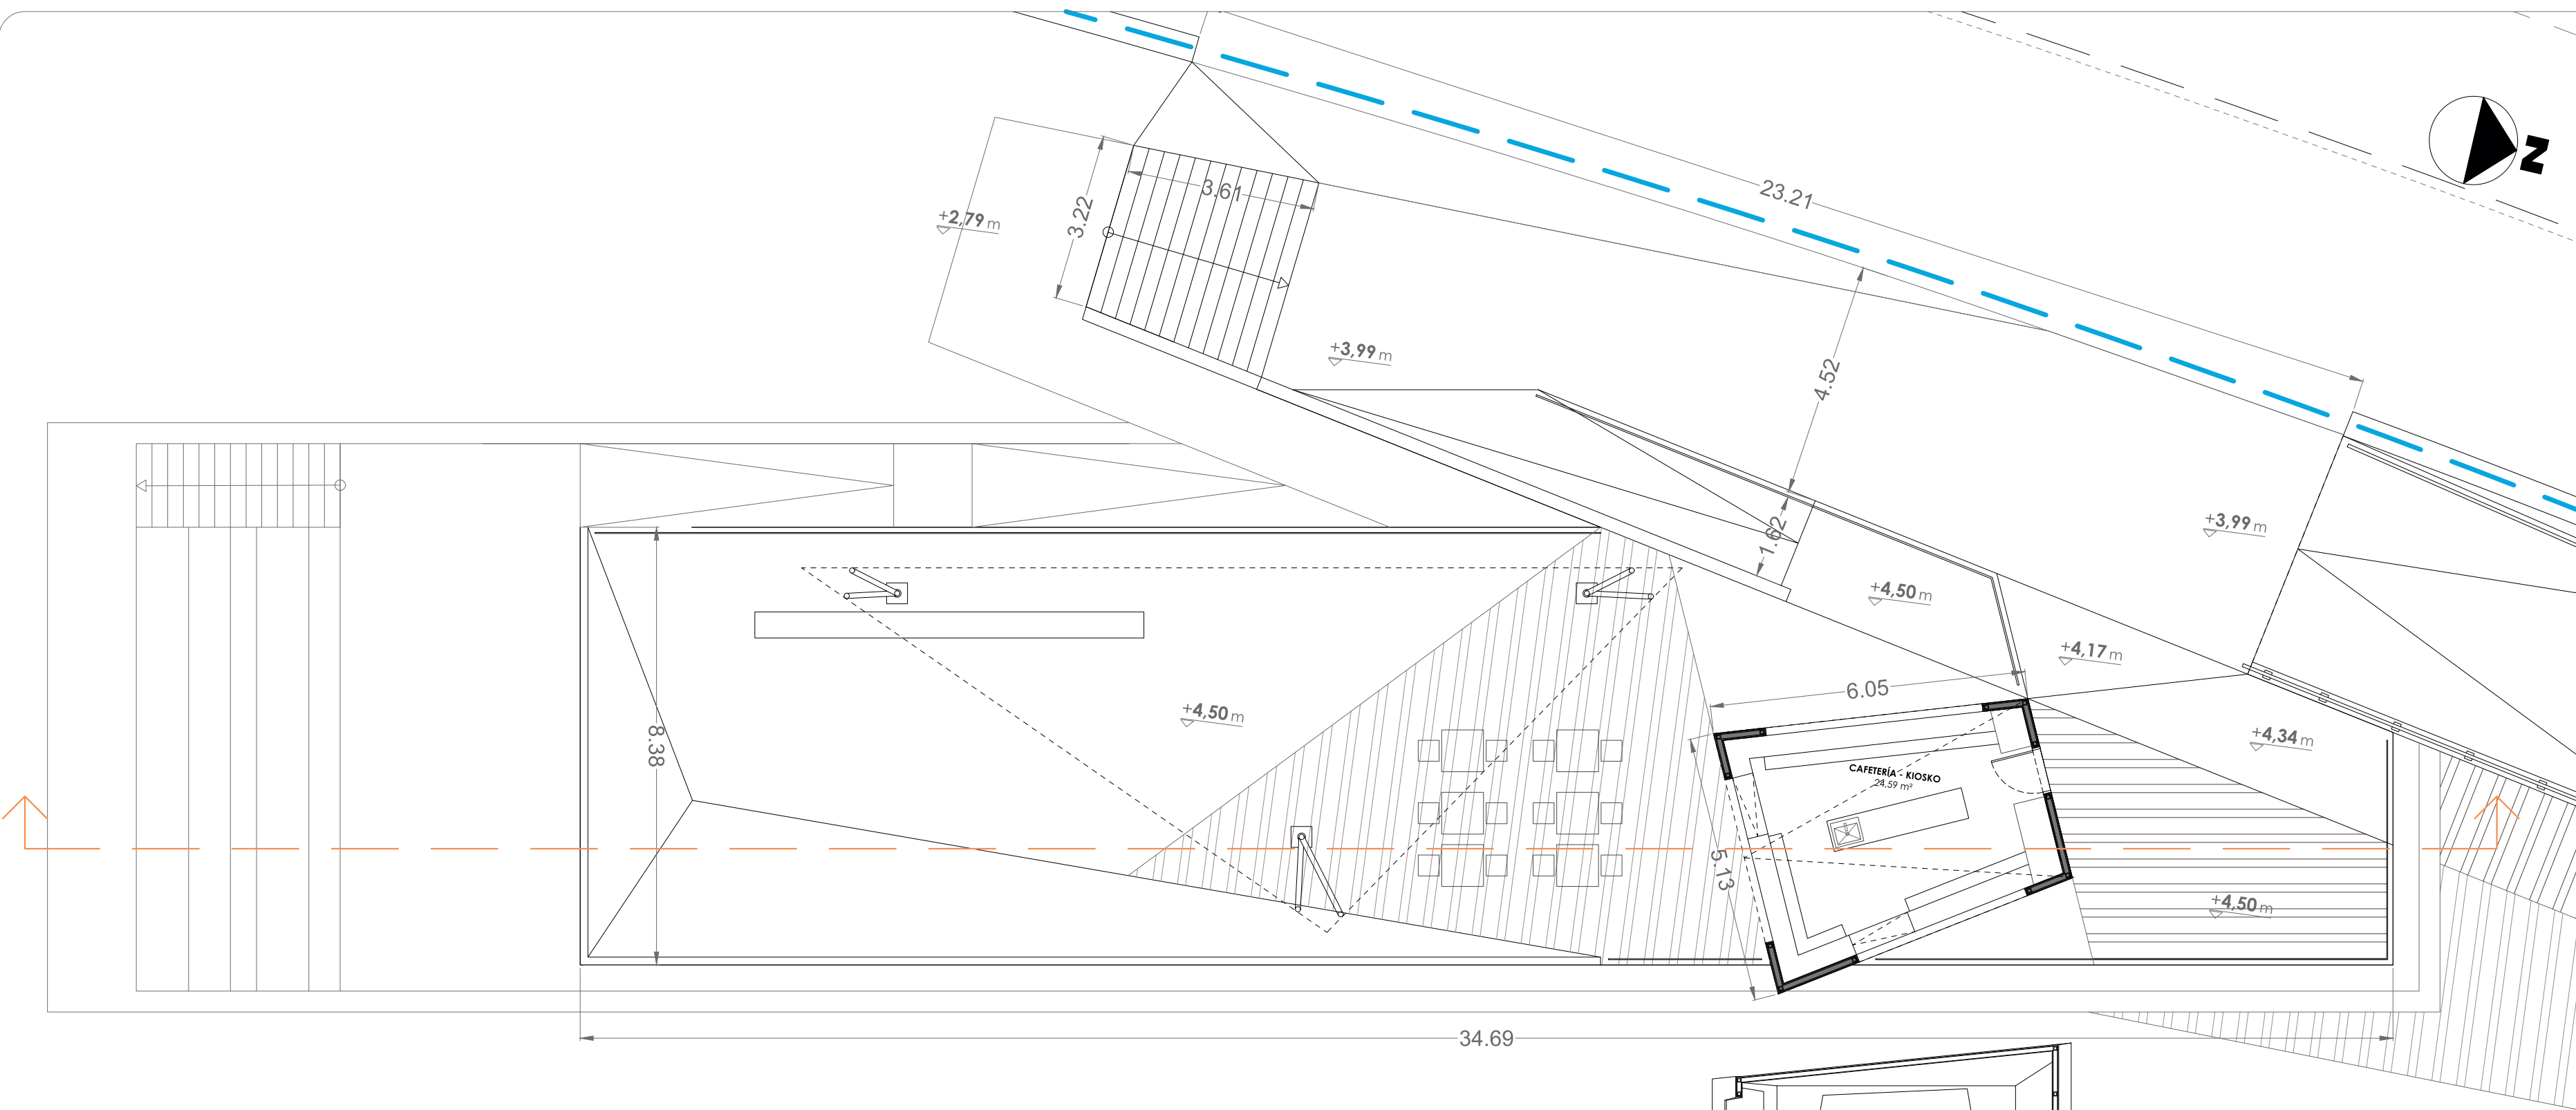 N
3.61
23.21
3.22
+2,79 m
+3,99 m
4.52
1.62
+3,99 m
+4,50 m
+4,17 m
6.05
+4,50 m
+4,34 m
8.38
CAFETERÍA - KIOSKO
24,59 m²
5.13
+4,50 m
34.69